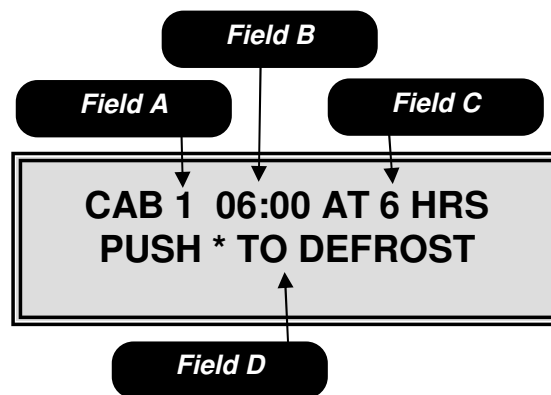 Field B
Field A
Field C
CAB 1 06:00 AT 6 HRS
PUSH * TO DEFROST
Field D